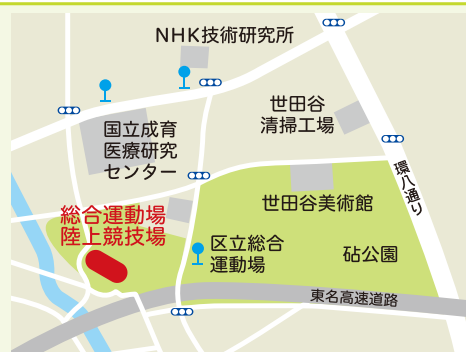 NHK技術研究所
世田谷
清掃工場
国立成育
医療研究
センター
環八通り
世田谷美術館
総合運動場
陸上競技場
区立総合
運動場
砧公園
東名高速道路